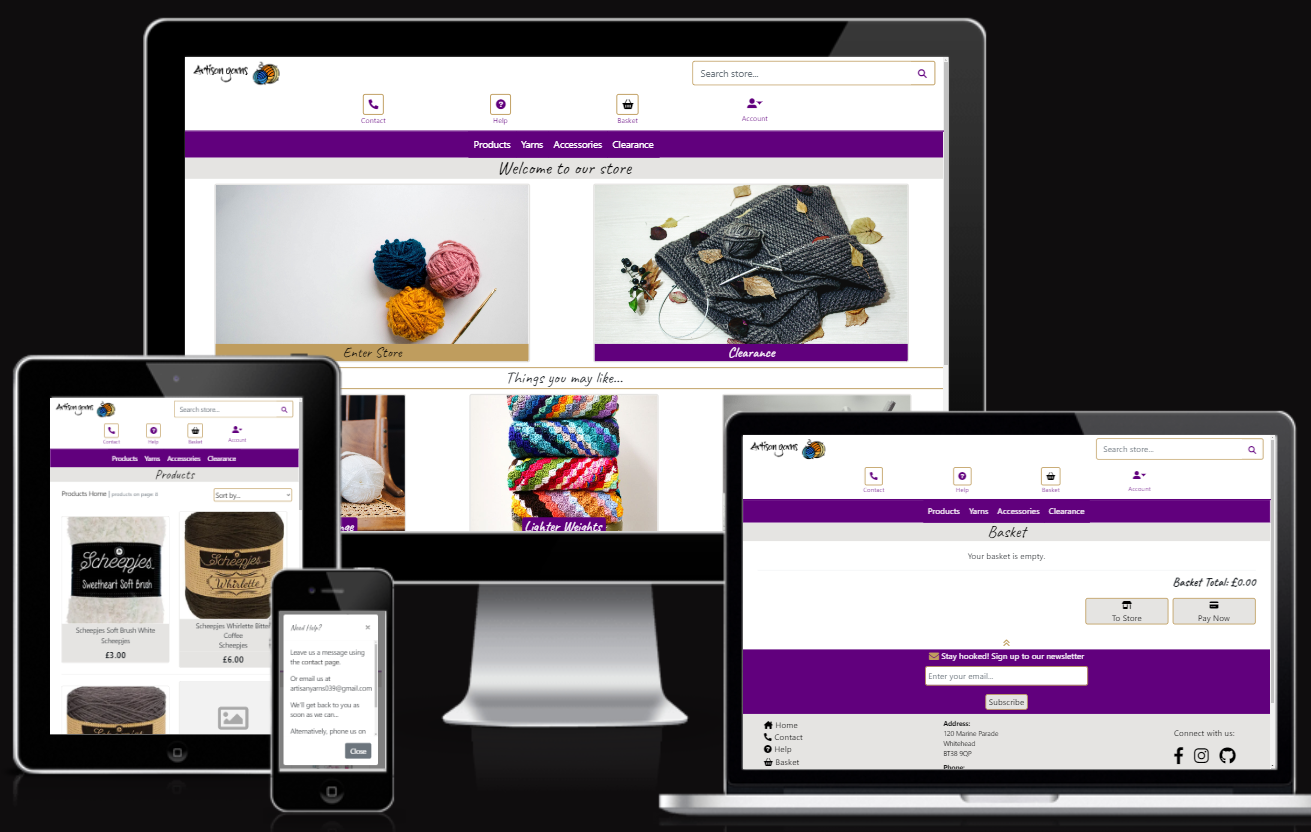 Artisan yarns
Search store...
Contact
Help
Basket
Account
Products Yarns Accessories Clearance
Welcome to our store
Enter Store
Clearance
Things you may like...
Lighter Weights
Artisan yarns
Search store...
Contact
Help
Basket
Account
Products Yarns Accessories Clearance
Products
Products Home | products on page: 8
Sort by...
Scheepjes
Sweetheart Soft Brush
Scheepjes Soft Brush White
Scheepjes
£3.00
Scheepjes
Whirlette
Scheepjes Whirlette Bitter
Coffee
Scheepjes
£6.00
Need Help?
×
Leave us a message using
the contact page.
Or email us at
artisanyarns039@gmail.com
We'll get back to you as
soon as we can...
Alternatively, phone us on
Close
Artisan yarns
Search store...
Contact
Help
Basket
Account
Products Yarns Accessories Clearance
Basket
Your basket is empty.
Basket Total: £0.00
To Store
Pay Now
Stay hooked! Sign up to our newsletter
Enter your email...
Subscribe
Home
Contact
Help
Basket
Address:
120 Marine Parade
Whitehead
BT38 9QP
Phone:
Connect with us: